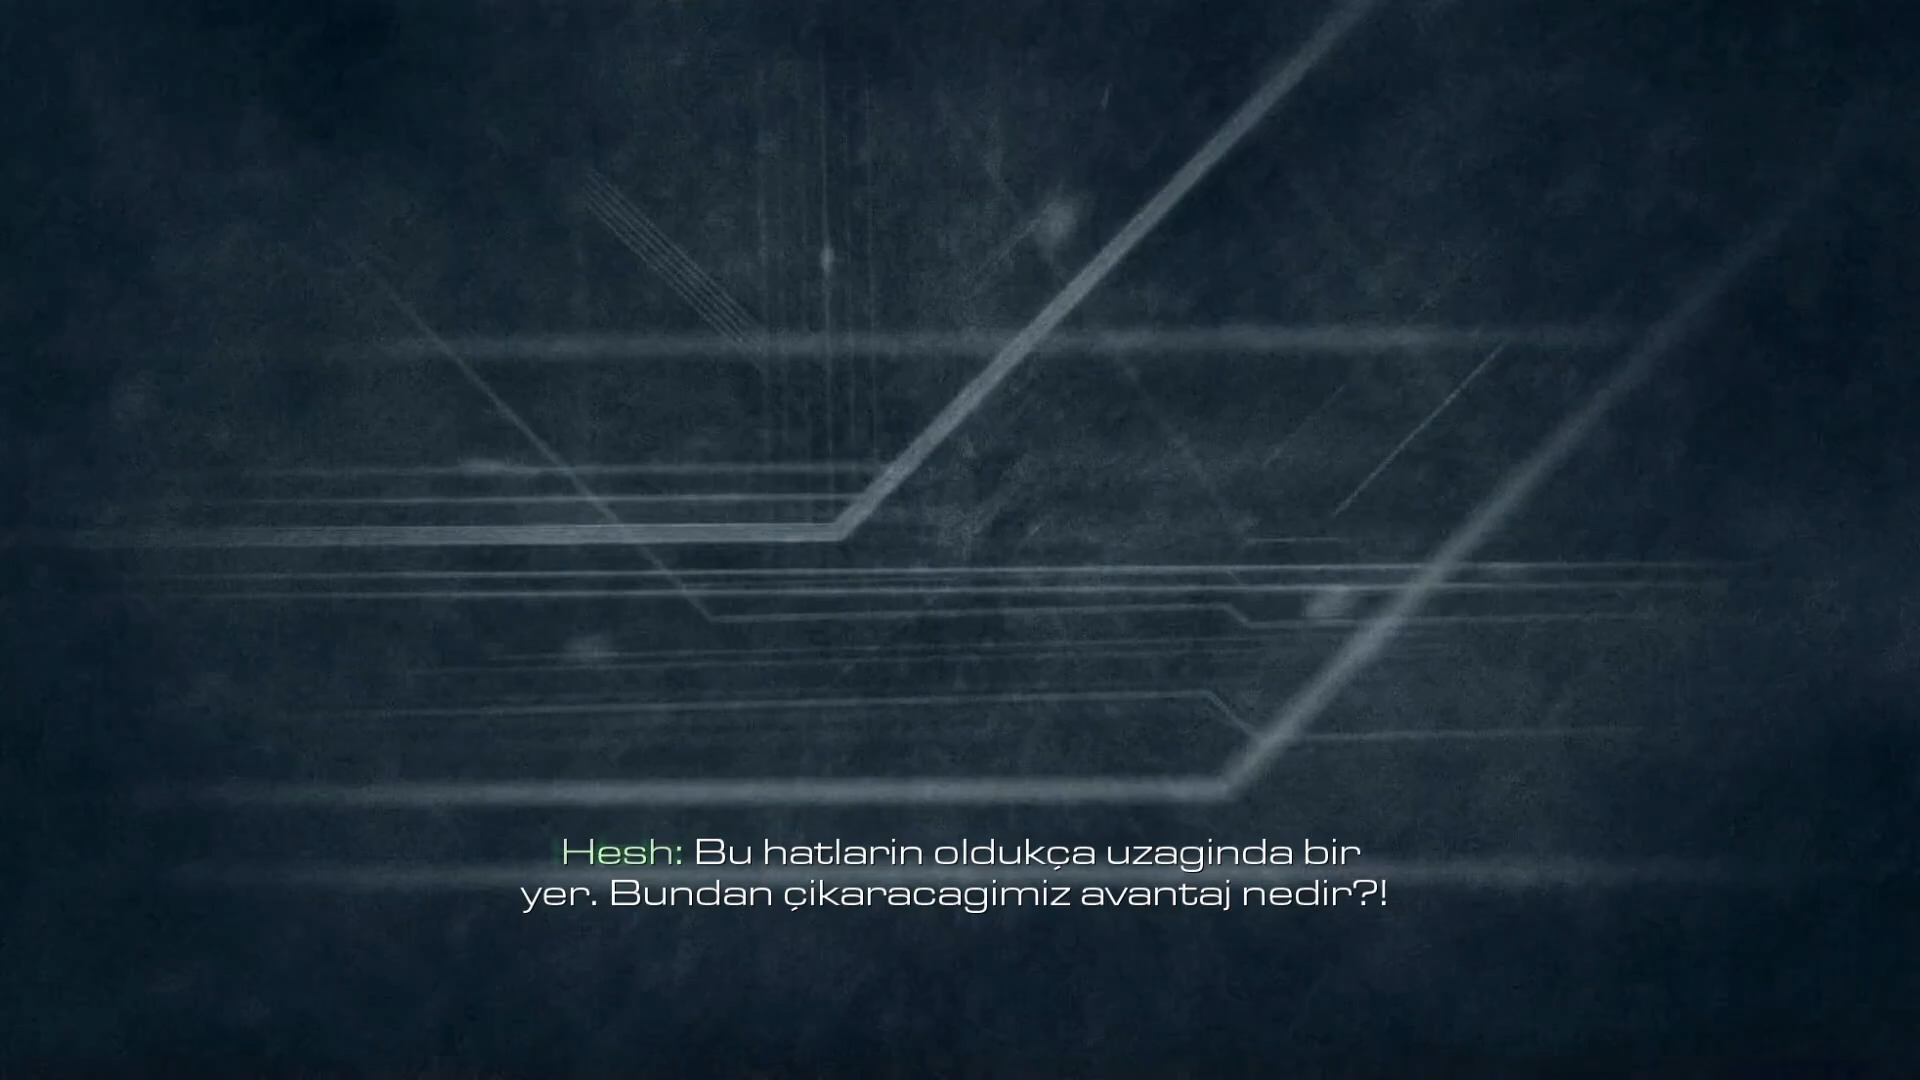 Hesh: Bu hatlarin oldukça uzaginda bir
yer. Bundan çikaracagimiz avantaj nedir?!